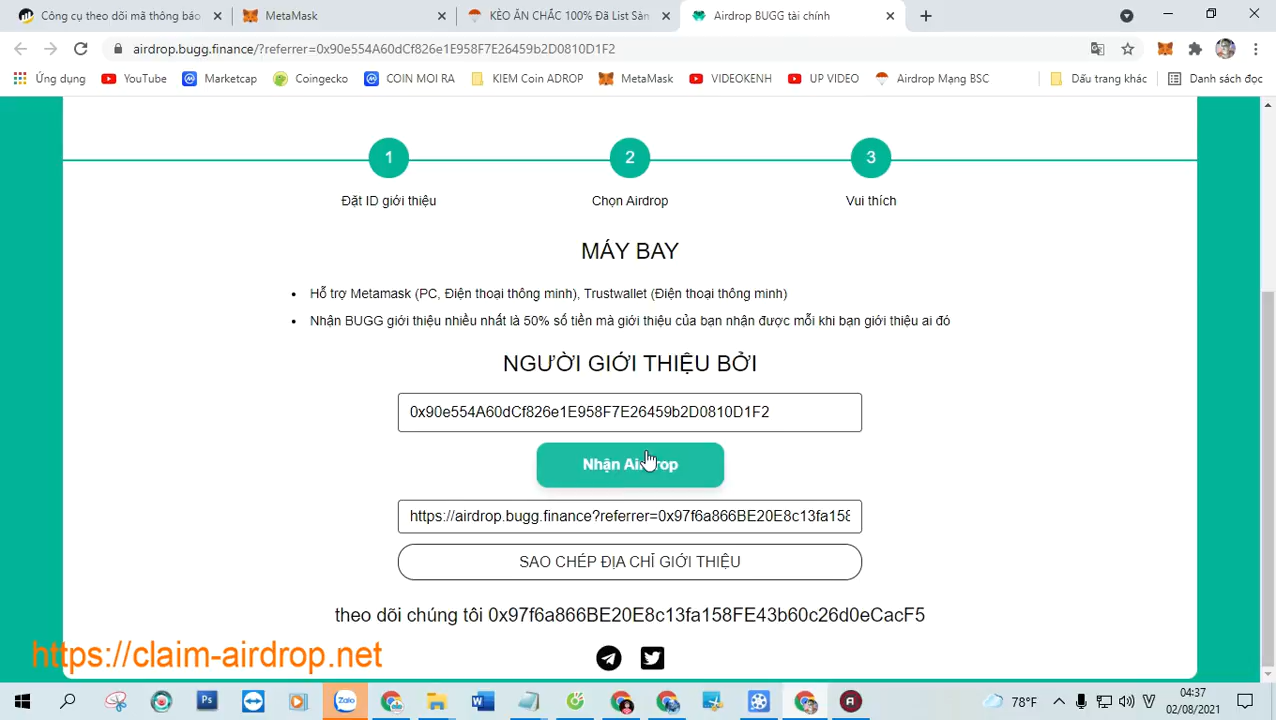 Công cụ theo dõi mã thông báo
MetaMask
KÈO ĂN CHẮC 100% Đã List Sàn
Airdrop BUGG tài chính
airdrop.bugg.finance/?referrer=0x90e554A60dCf826e1E958F7E26459b2D0810D1F2
Ứng dụng
YouTube
Marketcap
Coingecko
COIN MOI RA
KIEM Coin ADROP
MetaMask
VIDEOKENH
UP VIDEO
Airdrop Mạng BSC
Dấu trang khác
Danh sách đọc
1
2
3
Đặt ID giới thiệu
Chọn Airdrop
Vui thích
MÁY BAY
• Hỗ trợ Metamask (PC, Điện thoại thông minh), Trustwallet (Điện thoại thông minh)
• Nhận BUGG giới thiệu nhiều nhất là 50% số tiền mà giới thiệu của bạn nhận được mỗi khi bạn giới thiệu ai đó
NGƯỜI GIỚI THIỆU BỞI
0x90e554A60dCf826e1E958F7E26459b2D0810D1F2
Nhận Airdrop
https://airdrop.bugg.finance?referrer=0x97f6a866BE20E8c13fa158
SAO CHÉP ĐỊA CHỈ GIỚI THIỆU
theo dõi chúng tôi 0x97f6a866BE20E8c13fa158FE43b60c26d0eCacF5
https://claim-airdrop.net
Ps
Zalo
W
A
78°F
V
04:37
02/08/2021